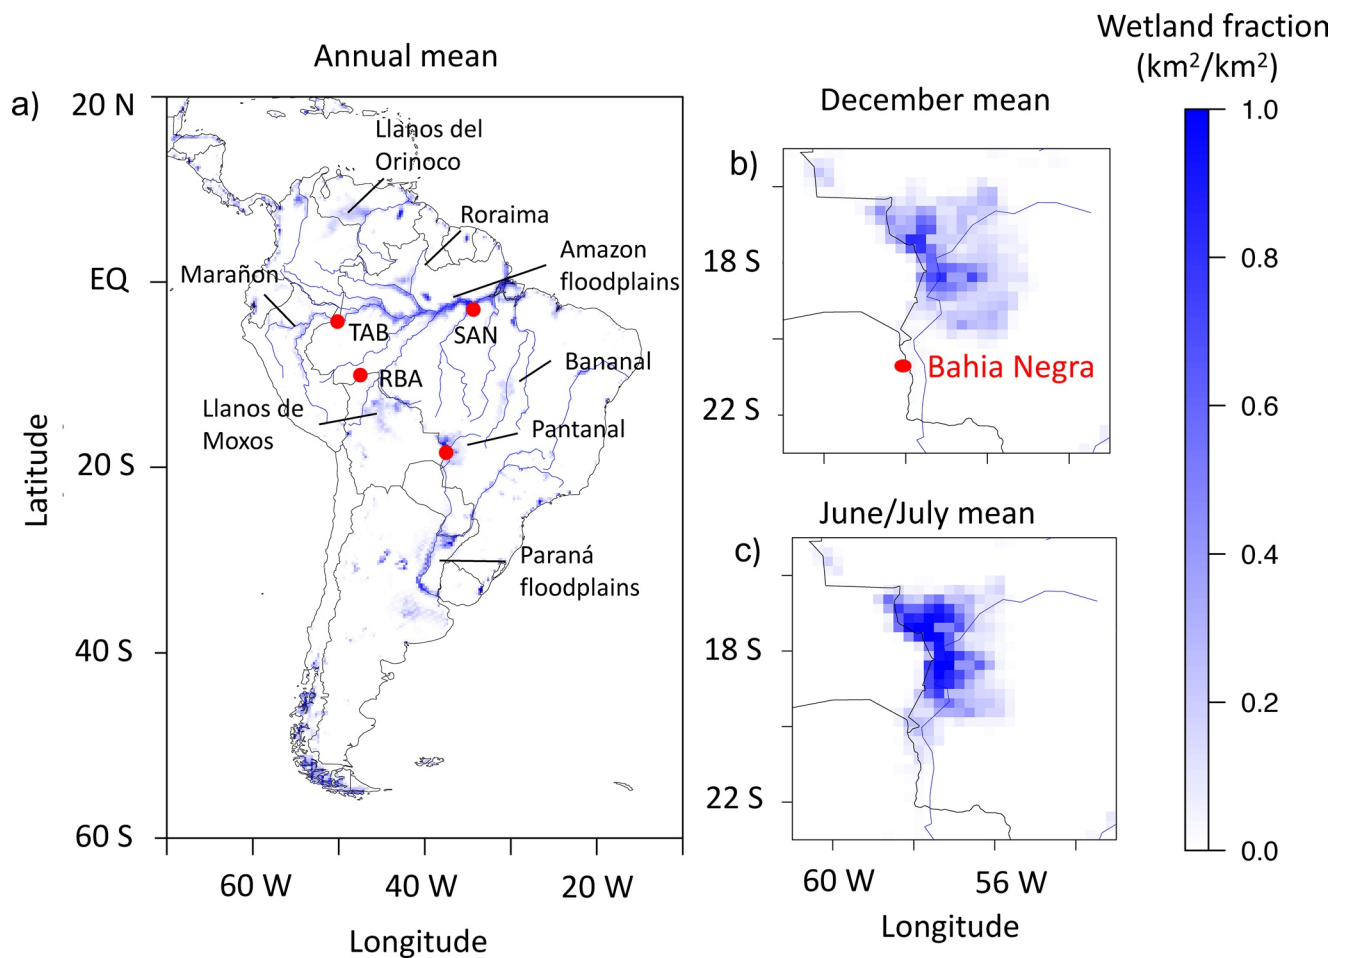 Wetland fraction
(km²/km²)
Annual mean
a)
20 N
EQ
20 S
40 S
60 S
Latitude
60 W
40 W
20 W
Longitude
Llanos del
Orinoco
Roraima
Amazon
floodplains
Marañon
TAB
SAN
RBA
Bananal
Llanos de
Moxos
Pantanal
Paraná
floodplains
December mean
b)
18 S
22 S
Bahia Negra
June/July mean
c)
18 S
22 S
60 W
56 W
Longitude
1.0
0.8
0.6
0.4
0.2
0.0